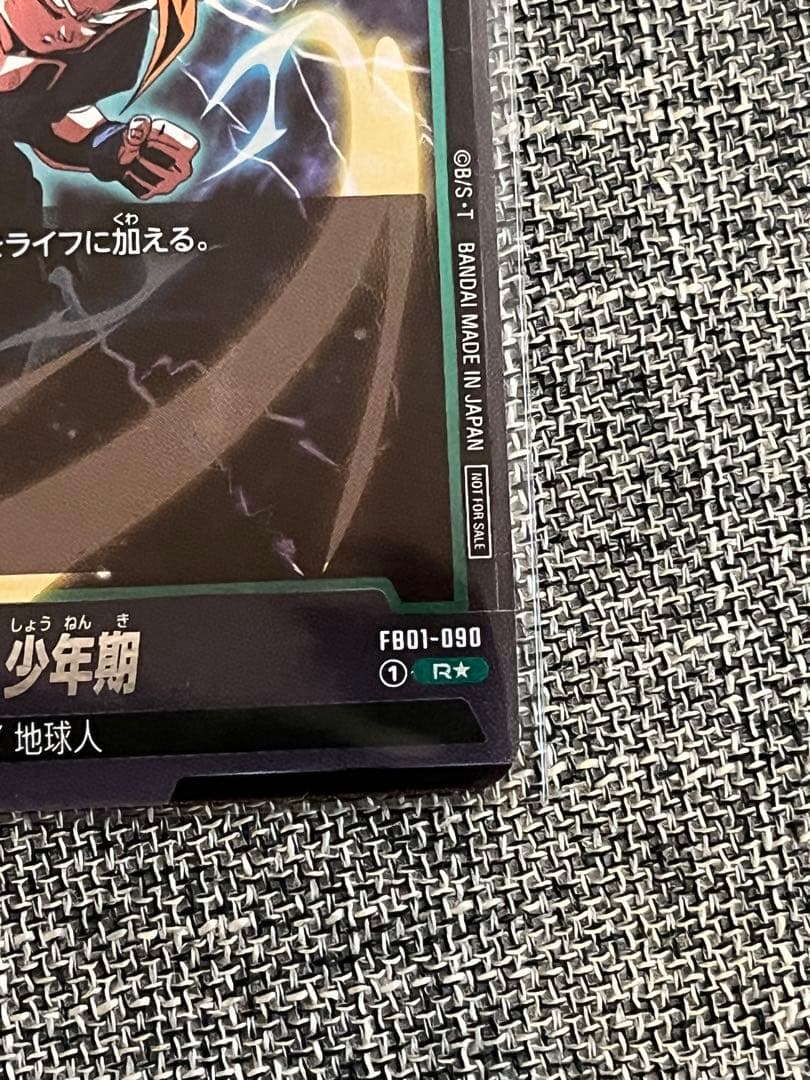 くわ
ライフに加える。
©B/S・T BANDAI MADE IN JAPAN
NOT FOR SALE
しょう ねん き
少年期
FB01-090
① R★
地球人